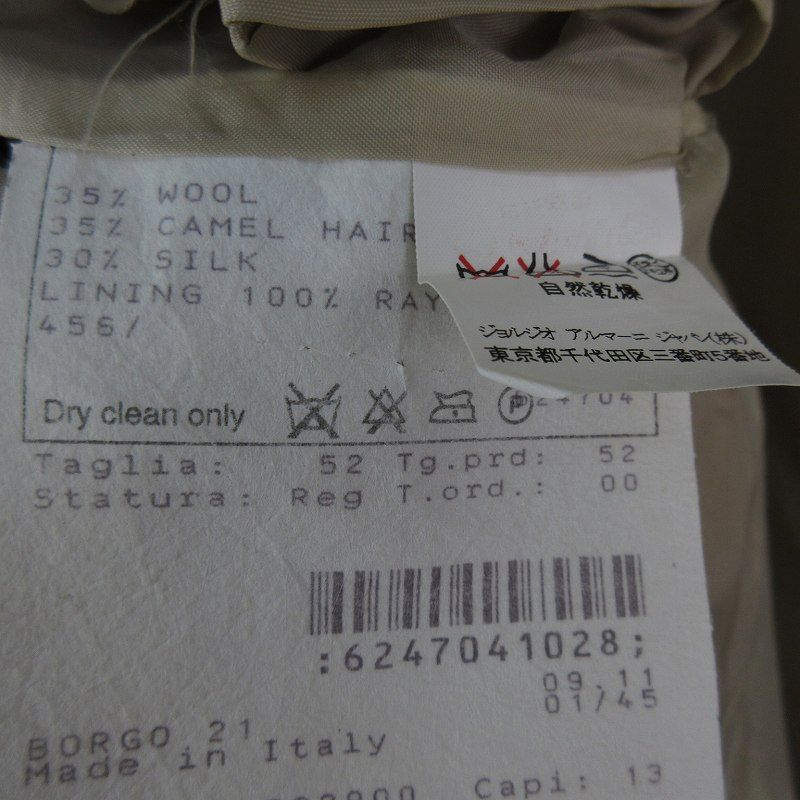 35% WOOL
35% CAMEL HAIR
30% SILK
LINING 100% RAY
456/
自然乾燥
ジョルジオ アルマーニ ジャパン(株)
東京都千代田区三番町5番地
Dry clean only
P 24704
Taglia: 52 Tg.prd: 52
Statura: Reg T.ord.: 00
:6247041028;
09.11
01/45
BORGO 21
Made in Italy
Capi: 13